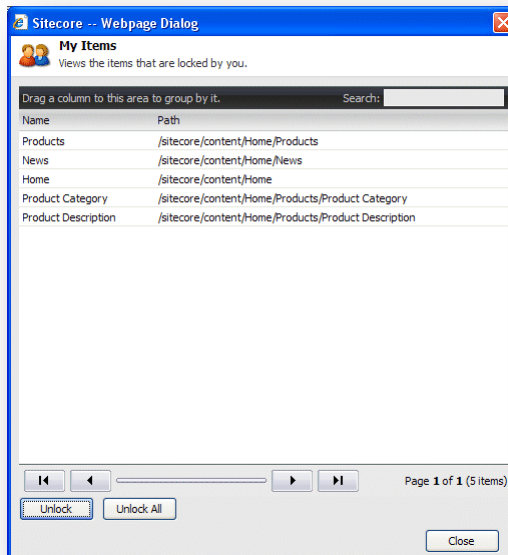 Sitecore -- Webpage Dialog
My Items
Views the items that are locked by you.
Drag a column to this area to group by it. Search:
Name Path
Products /sitecore/content/Home/Products
News /sitecore/content/Home/News
Home /sitecore/content/Home
Product Category /sitecore/content/Home/Products/Product Category
Product Description /sitecore/content/Home/Products/Product Description
Page 1 of 1 (5 items)
Unlock Unlock All
Close